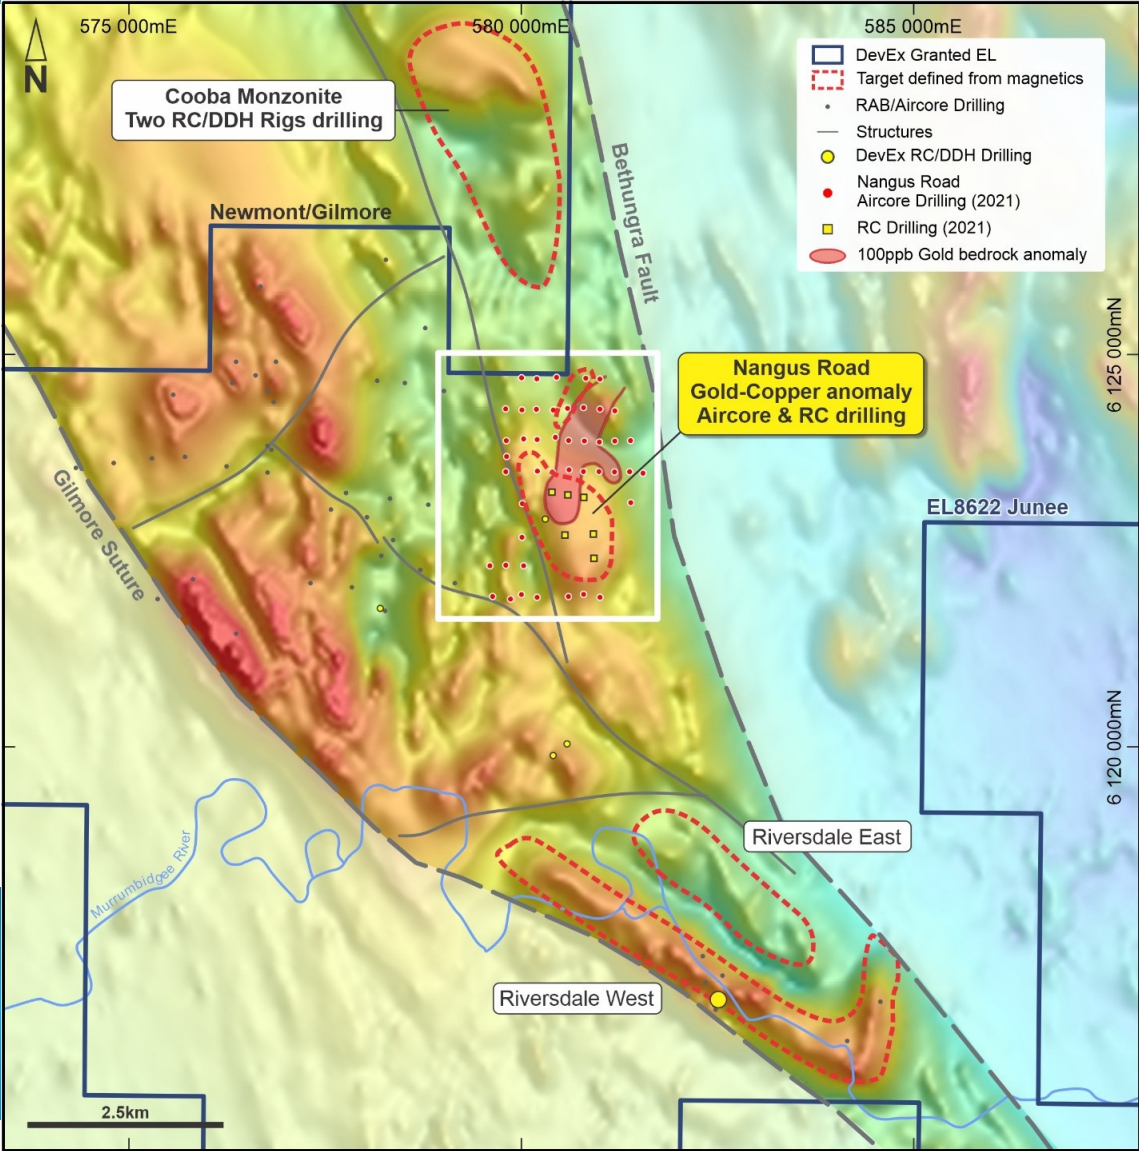 575 000mE
580 000mE
585 000mE
N
Cooba Monzonite
Two RC/DDH Rigs drilling
DevEx Granted EL
Target defined from magnetics
RAB/Aircore Drilling
Structures
DevEx RC/DDH Drilling
Nangus Road
Aircore Drilling (2021)
RC Drilling (2021)
100ppb Gold bedrock anomaly
Bethungra Fault
Newmont/Gilmore
6 125 000mN
Nangus Road
Gold-Copper anomaly
Aircore & RC drilling
Gilmore Suture
EL8622 Junee
6 120 000mN
Riversdale East
Murrumbidgee River
Riversdale West
2.5km